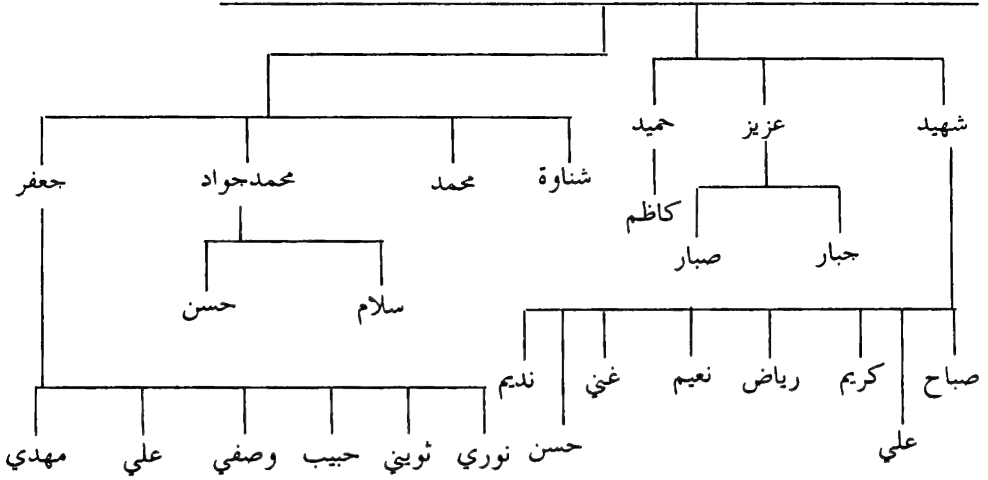 شهيد عزيز حميد
شناوة محمد محمدجواد جعفر
كاظم
جبار صبار
سلام حسن
صباح كريم رياض نعيم غني نديم
علي حسن
نوري ثويني حبيب وصفي علي مهدي